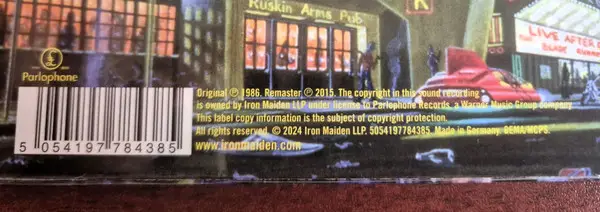 Ruskin Arms Pub
LIVE AFTER D
BLADE RUNN
Parlophone
Original ℗ 1986. Remaster ℗ 2015. The copyright in this sound recording
is owned by Iron Maiden LLP under license to Parlophone Records, a Warner Music Group company
This label copy information is the subject of copyright protection.
All rights reserved. © 2024 Iron Maiden LLP. 5054197784385. Made in Germany. GEMA/MCPS.
www.ironmaiden.com
5 054197 784385